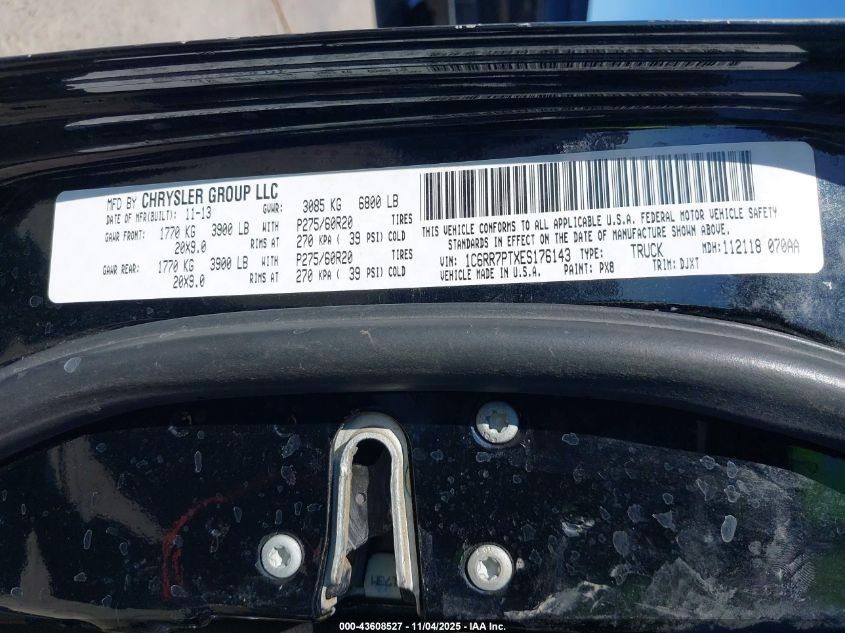 MFD BY CHRYSLER GROUP LLC
DATE OF MFR(BUILT): 11-13 GVWR: 3085 KG 6800 LB
GAWR FRONT: 1770 KG 3900 LB WITH P275/60R20 TIRES
20X9.0 RIMS AT 270 KPA ( 39 PSI) COLD
GAWR REAR: 1770 KG 3900 LB WITH P275/60R20 TIRES
20X9.0 RIMS AT 270 KPA ( 39 PSI) COLD
THIS VEHICLE CONFORMS TO ALL APPLICABLE U.S.A. FEDERAL MOTOR VEHICLE SAFETY
STANDARDS IN EFFECT ON THE DATE OF MANUFACTURE SHOWN ABOVE.
VIN: 1C6RR7PTXES176143 TYPE: TRUCK MDH: 112118 070AA
MADE IN U.S.A. PAINT: PX8 TRIM: DJXT
000-43608527 - 11/04/2025 - IAA Inc.